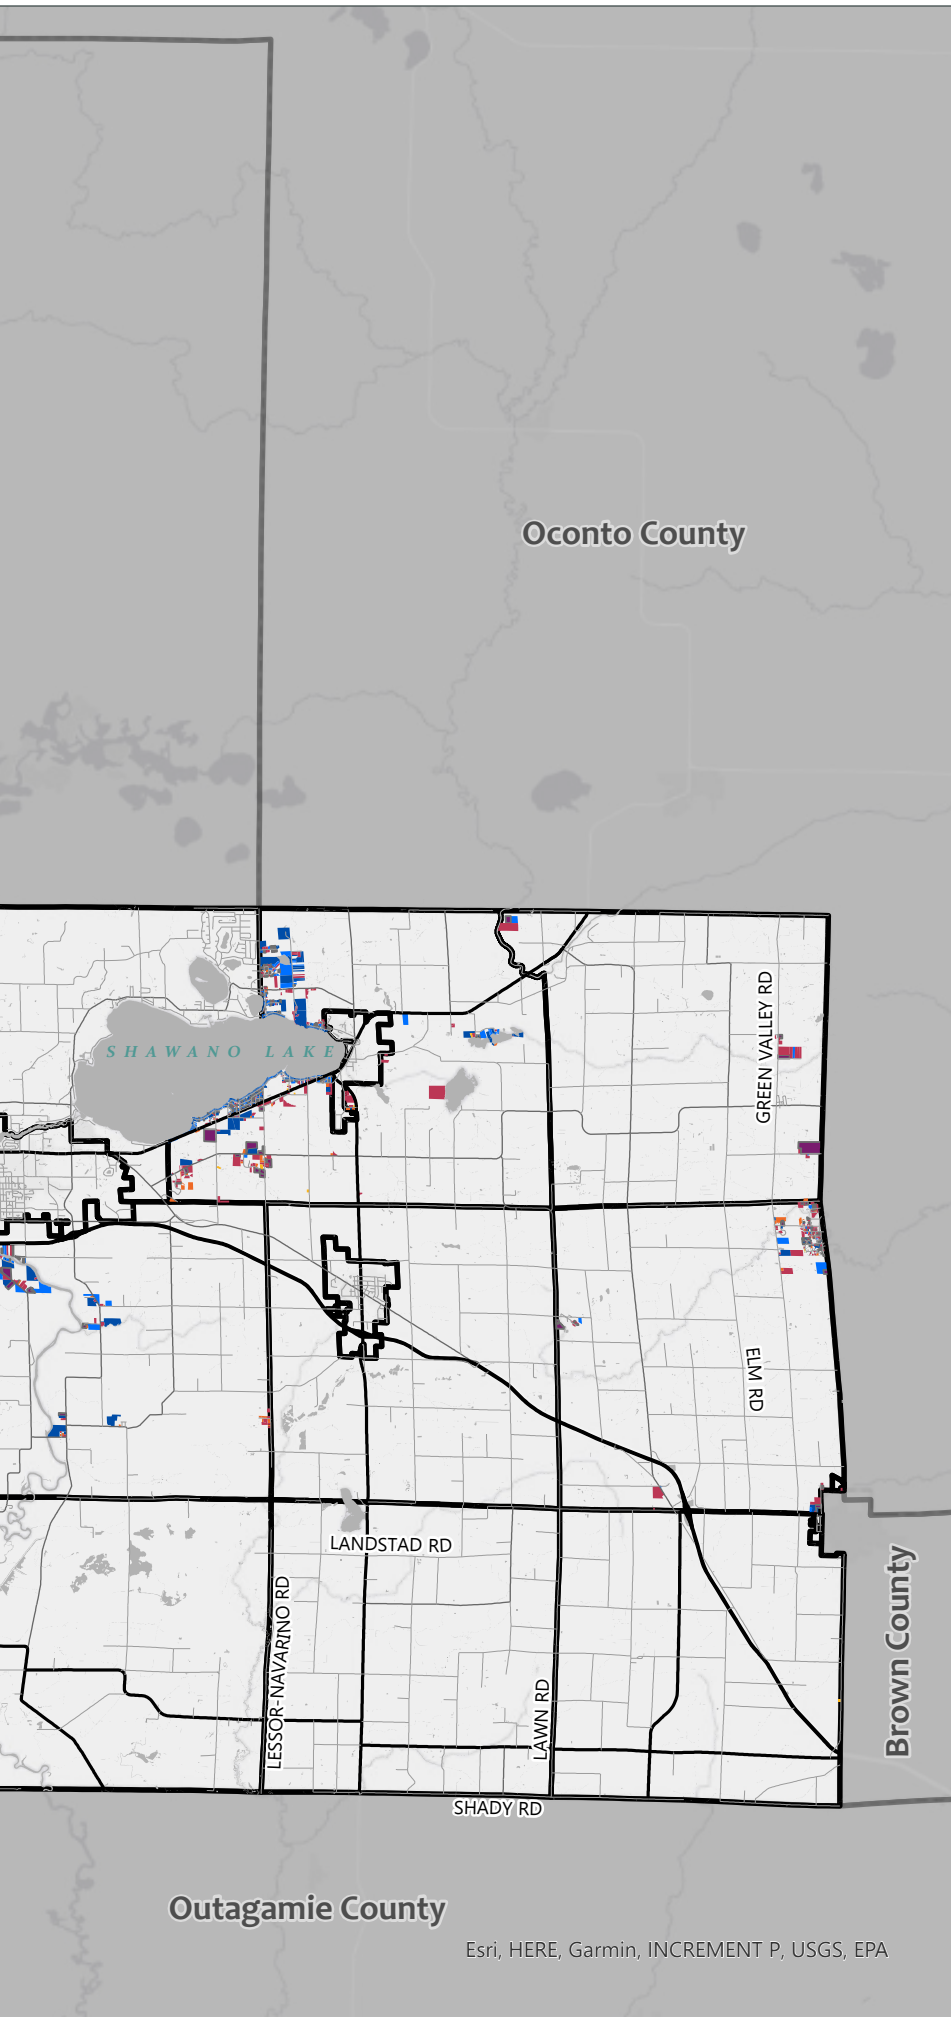 Oconto County
GREEN VALLEY RD
SHAWANO LAKE
ELM RD
LANDSTAD RD
LESSOR-NAVARINO RD
LAWN RD
Brown County
SHADY RD
Outagamie County
Esri, HERE, Garmin, INCREMENT P, USGS, EPA